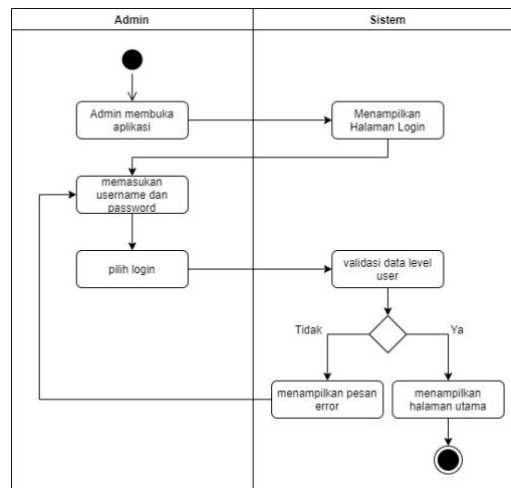 Admin
Sistem
Admin membuka
aplikasi
Menampilkan
Halaman Login
memasukan
username dan
password
pilih login
validasi data level
user
Tidak
Ya
menampilkan pesan
error
menampilkan
halaman utama